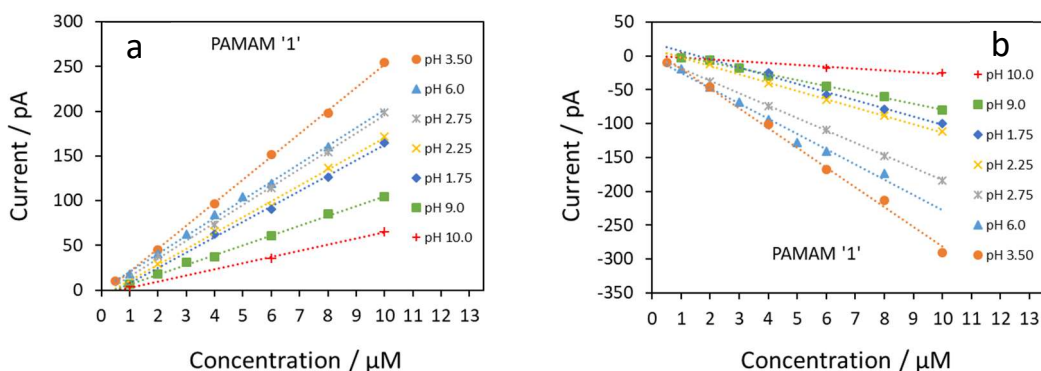 a
PAMAM '1'
Current / pA
300
250
200
150
100
50
0
0 1 2 3 4 5 6 7 8 9 10 11 12 13
Concentration / µM
pH 3.50
pH 6.0
pH 2.75
pH 2.25
pH 1.75
pH 9.0
pH 10.0
b
Current / pA
50
0
-50
-100
-150
-200
-250
-300
-350
0 1 2 3 4 5 6 7 8 9 10 11 12 13
Concentration / µM
PAMAM '1'
pH 10.0
pH 9.0
pH 1.75
pH 2.25
pH 2.75
pH 6.0
pH 3.50